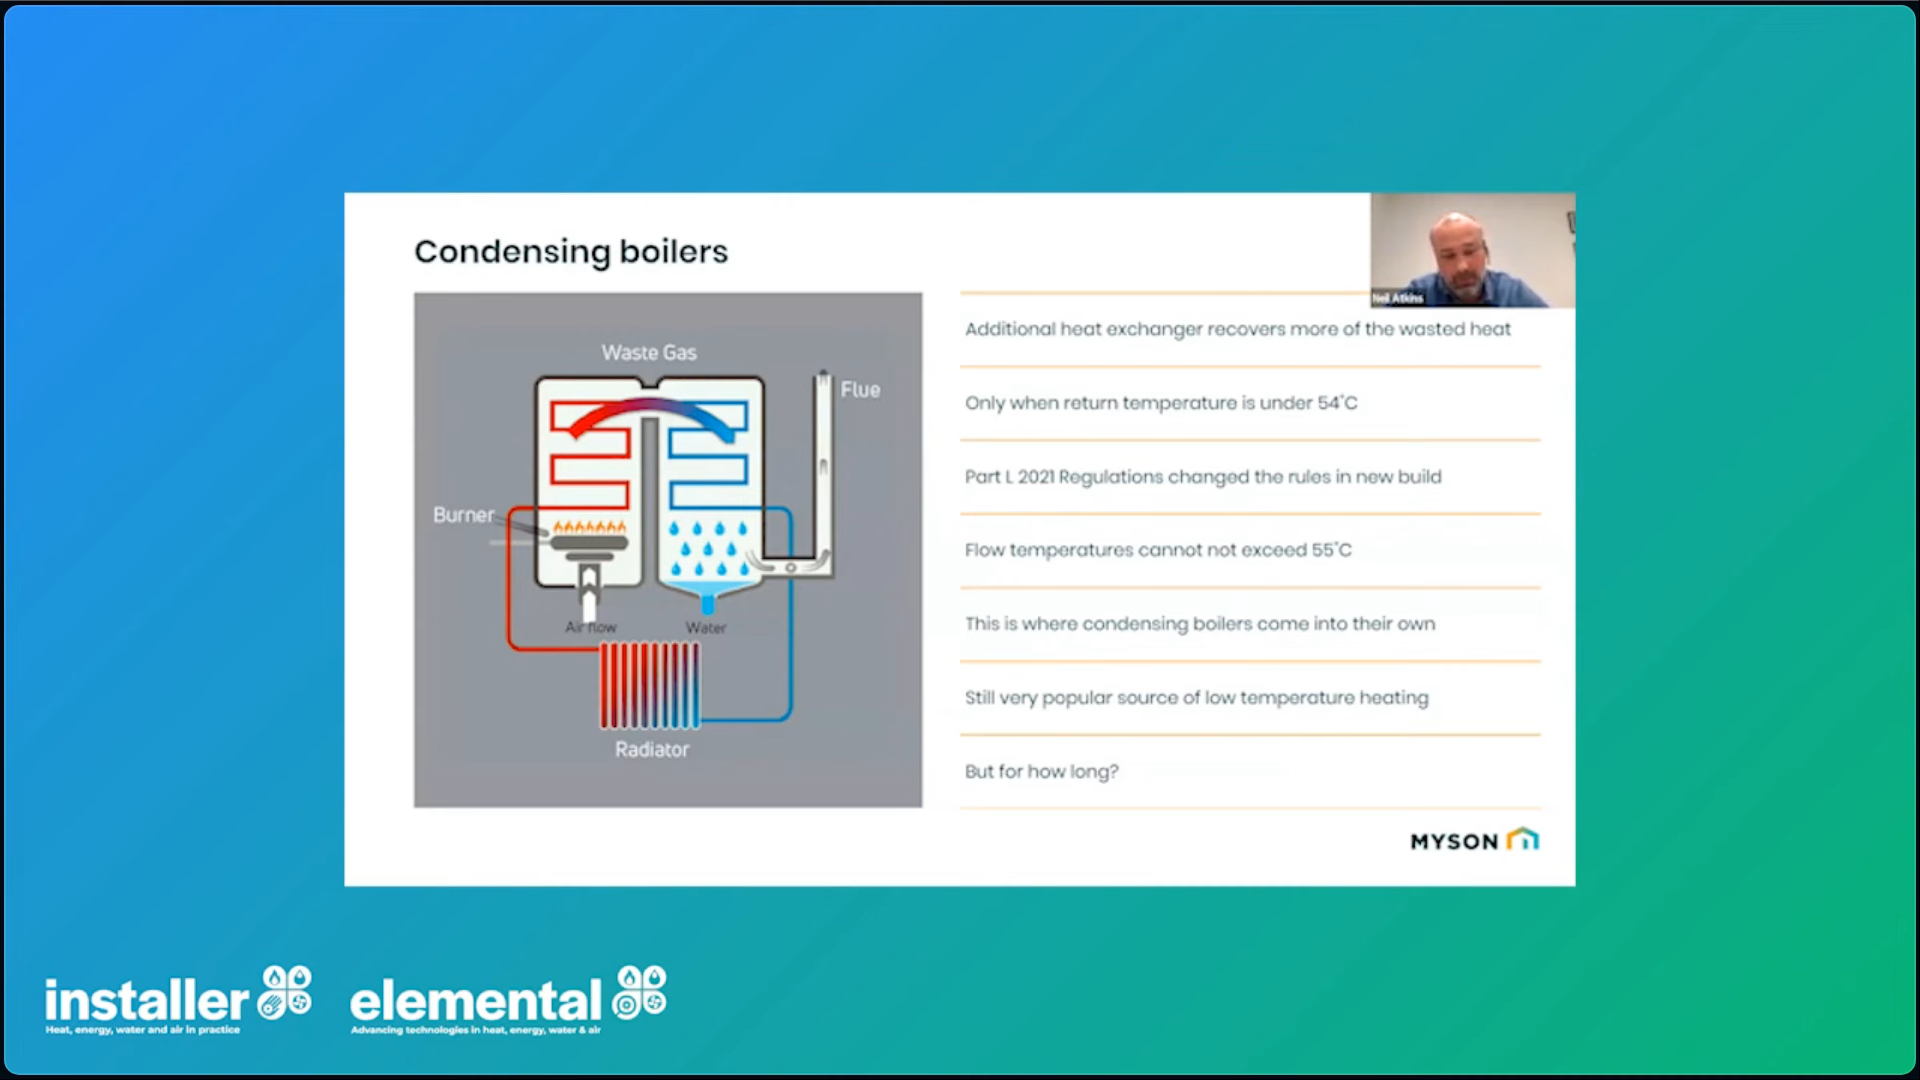 Condensing boilers
Neil Atkins
Waste Gas
Flue
Burner
Air flow
Water
Radiator
Additional heat exchanger recovers more of the wasted heat
Only when return temperature is under 54°C
Part L 2021 Regulations changed the rules in new build
Flow temperatures cannot not exceed 55°C
This is where condensing boilers come into their own
Still very popular source of low temperature heating
But for how long?
MYSON
installer
Heat, energy, water and air in practice
elemental
Advancing technologies in heat, energy, water & air